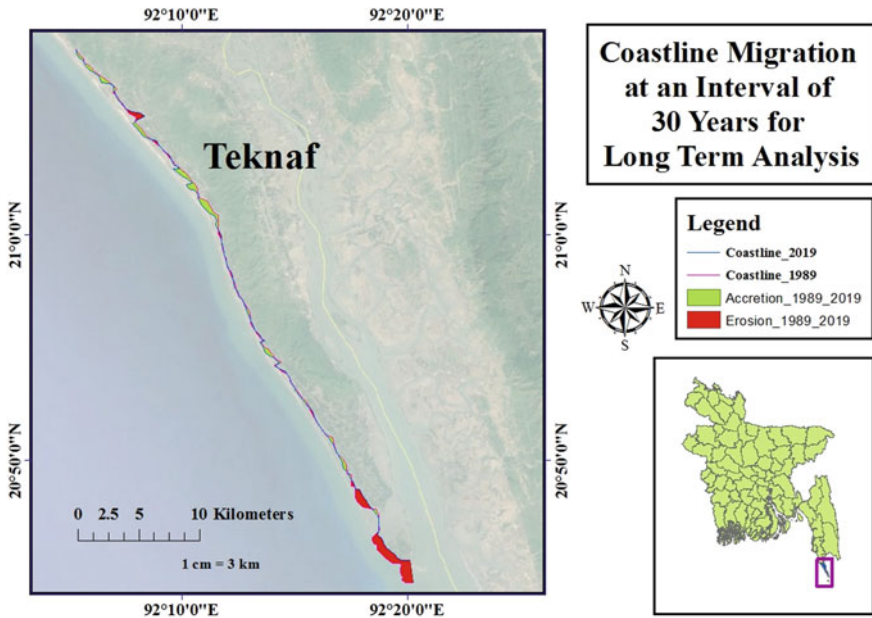 92°10'0"E
92°20'0"E
Teknaf
21°0'0"N
20°50'0"N
0 2.5 5 10 Kilometers
1 cm = 3 km
92°10'0"E
92°20'0"E
21°0'0"N
20°50'0"N
Coastline Migration
at an Interval of
30 Years for
Long Term Analysis
Legend
Coastline_2019
Coastline_1989
Accretion_1989_2019
Erosion_1989_2019
N
W E
S